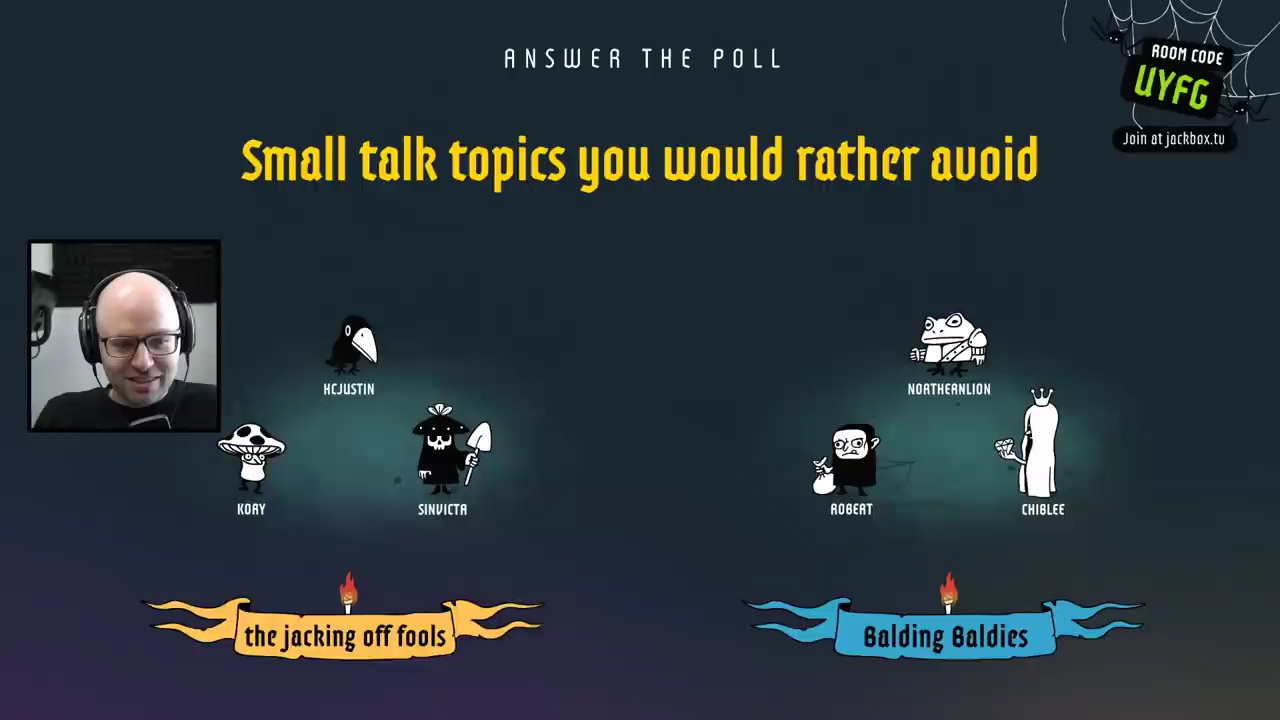 ANSWER THE POLL
ROOM CODE
UYFG
Join at jackbox.tv
Small talk topics you would rather avoid
HCJUSTIN
NORTHERNLION
KORY
SINVICTA
ROBERT
CHIBLEE
the jacking off fools
Balding Baldies